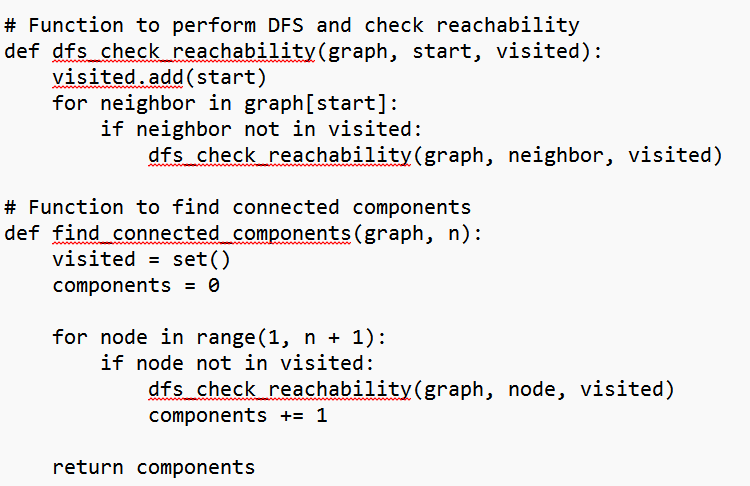 # Function to perform DFS and check reachability
def dfs_check_reachability(graph, start, visited):
    visited.add(start)
    for neighbor in graph[start]:
        if neighbor not in visited:
            dfs_check_reachability(graph, neighbor, visited)

# Function to find connected components
def find_connected_components(graph, n):
    visited = set()
    components = 0

    for node in range(1, n + 1):
        if node not in visited:
            dfs_check_reachability(graph, node, visited)
            components += 1

    return components